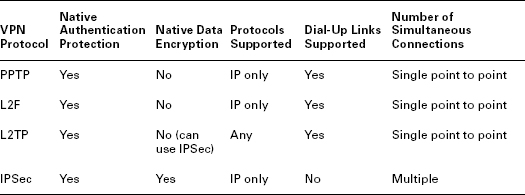 VPN Protocol Native Authentication Protection Native Data Encryption Protocols Supported Dial-Up Links Supported Number of Simultaneous Connections
PPTP Yes No IP only Yes Single point to point
L2F Yes No IP only Yes Single point to point
L2TP Yes No (can use IPSec) Any Yes Single point to point
IPSec Yes Yes IP only No Multiple